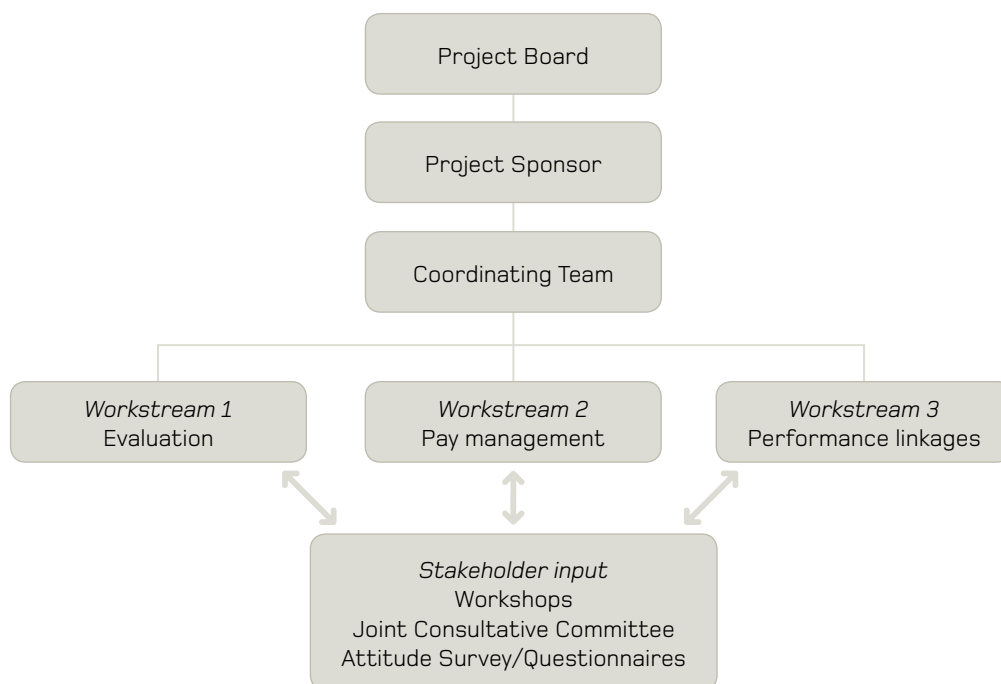 Project Board
Project Sponsor
Coordinating Team
Workstream 1
Evaluation
Workstream 2
Pay management
Workstream 3
Performance linkages
Stakeholder input
Workshops
Joint Consultative Committee
Attitude Survey/Questionnaires